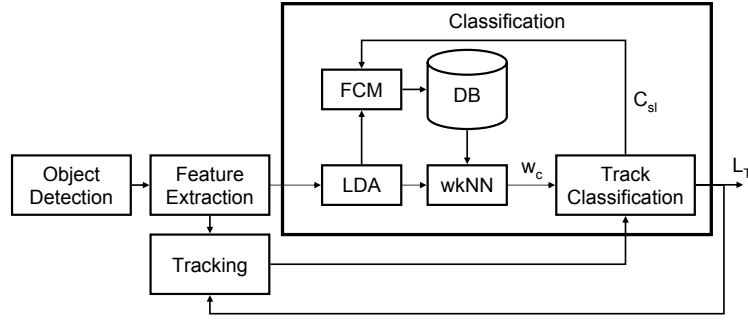 Classification
FCM
DB
C_sl
Object
Detection
Feature
Extraction
LDA
wkNN
w_c
Track
Classification
L_T
Tracking